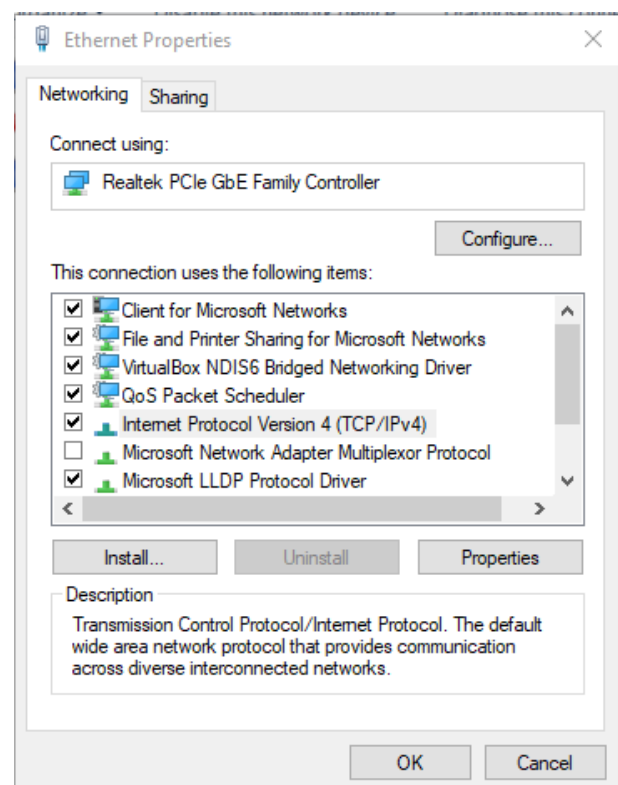 Ethernet Properties
Networking Sharing
Connect using:
Realtek PCIe GbE Family Controller
Configure...
This connection uses the following items:
Client for Microsoft Networks
File and Printer Sharing for Microsoft Networks
VirtualBox NDIS6 Bridged Networking Driver
QoS Packet Scheduler
Internet Protocol Version 4 (TCP/IPv4)
Microsoft Network Adapter Multiplexor Protocol
Microsoft LLDP Protocol Driver
Install... Uninstall Properties
Description
Transmission Control Protocol/Internet Protocol. The default
wide area network protocol that provides communication
across diverse interconnected networks.
OK Cancel